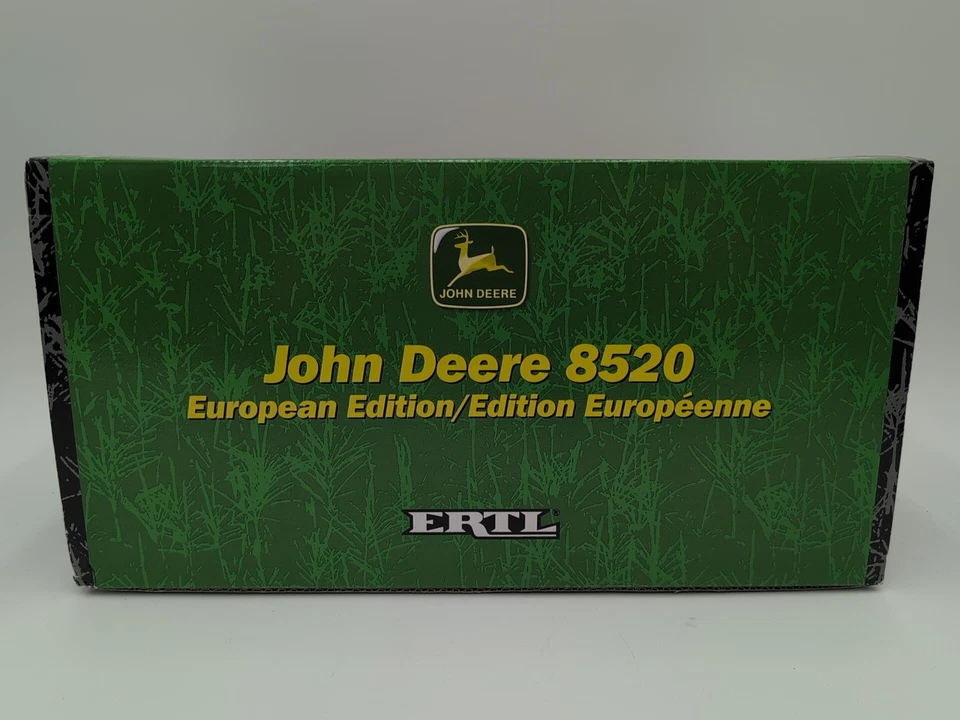 JOHN DEERE
John Deere 8520
European Edition/Edition Européenne
ERTL